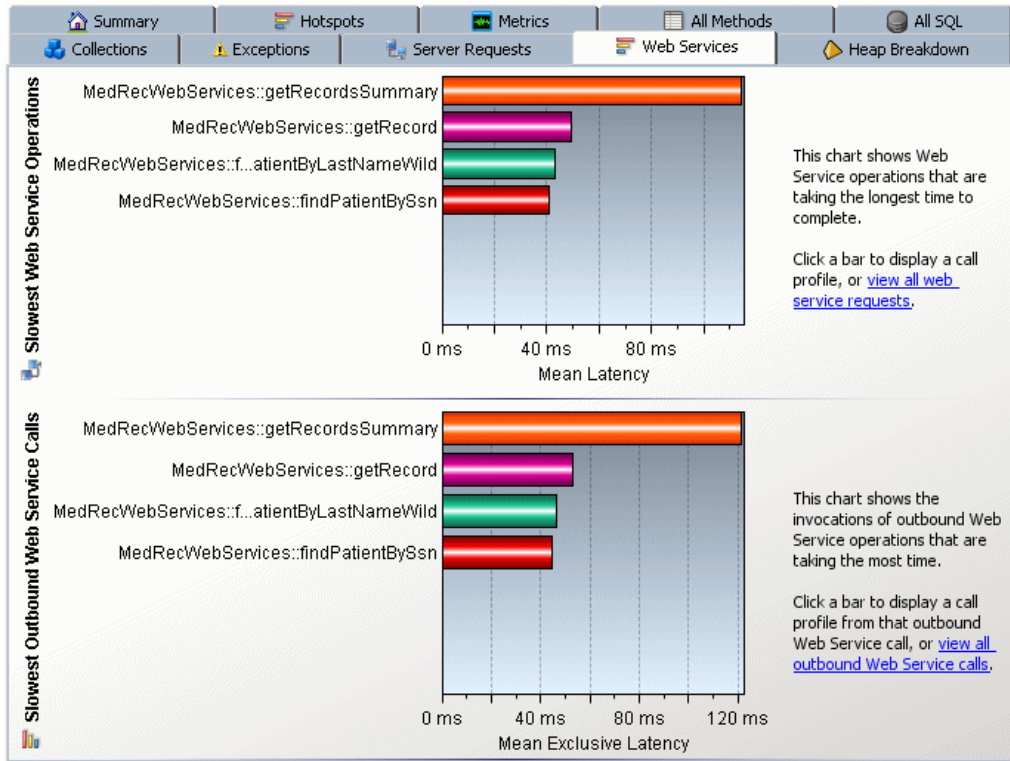 Summary
Hotspots
Metrics
All Methods
All SQL
Collections
Exceptions
Server Requests
Web Services
Heap Breakdown
Slowest Web Service Operations
MedRecWebServices::getRecordsSummary
MedRecWebServices::getRecord
MedRecWebServices::f...atientByLastNameWild
MedRecWebServices::findPatientBySsn
0 ms
40 ms
80 ms
Mean Latency
This chart shows Web
Service operations that are
taking the longest time to
complete.
Click a bar to display a call
profile, or view all web
service requests.
Slowest Outbound Web Service Calls
MedRecWebServices::getRecordsSummary
MedRecWebServices::getRecord
MedRecWebServices::f...atientByLastNameWild
MedRecWebServices::findPatientBySsn
0 ms
40 ms
80 ms
120 ms
Mean Exclusive Latency
This chart shows the
invocations of outbound Web
Service operations that are
taking the most time.
Click a bar to display a call
profile from that outbound
Web Service call, or view all
outbound Web Service calls.